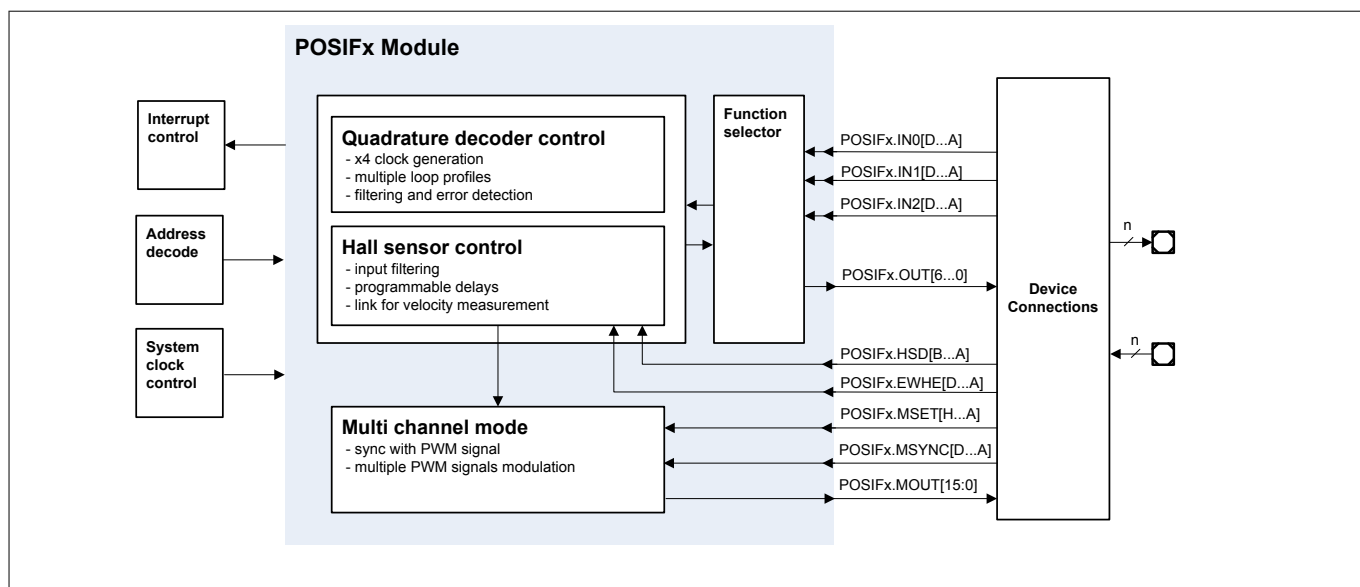 POSIFx Module
Interrupt
control
Address
decode
System
clock
control
Quadrature decoder control
- x4 clock generation
- multiple loop profiles
- filtering and error detection
Hall sensor control
- input filtering
- programmable delays
- link for velocity measurement
Multi channel mode
- sync with PWM signal
- multiple PWM signals modulation
Function
selector
POSIFx.IN0[D...A]
POSIFx.IN1[D...A]
POSIFx.IN2[D...A]
POSIFx.OUT[6...0]
POSIFx.HSD[B...A]
POSIFx.EWHE[D...A]
POSIFx.MSET[H...A]
POSIFx.MSYNC[D...A]
POSIFx.MOUT[15:0]
Device
Connections
n
n